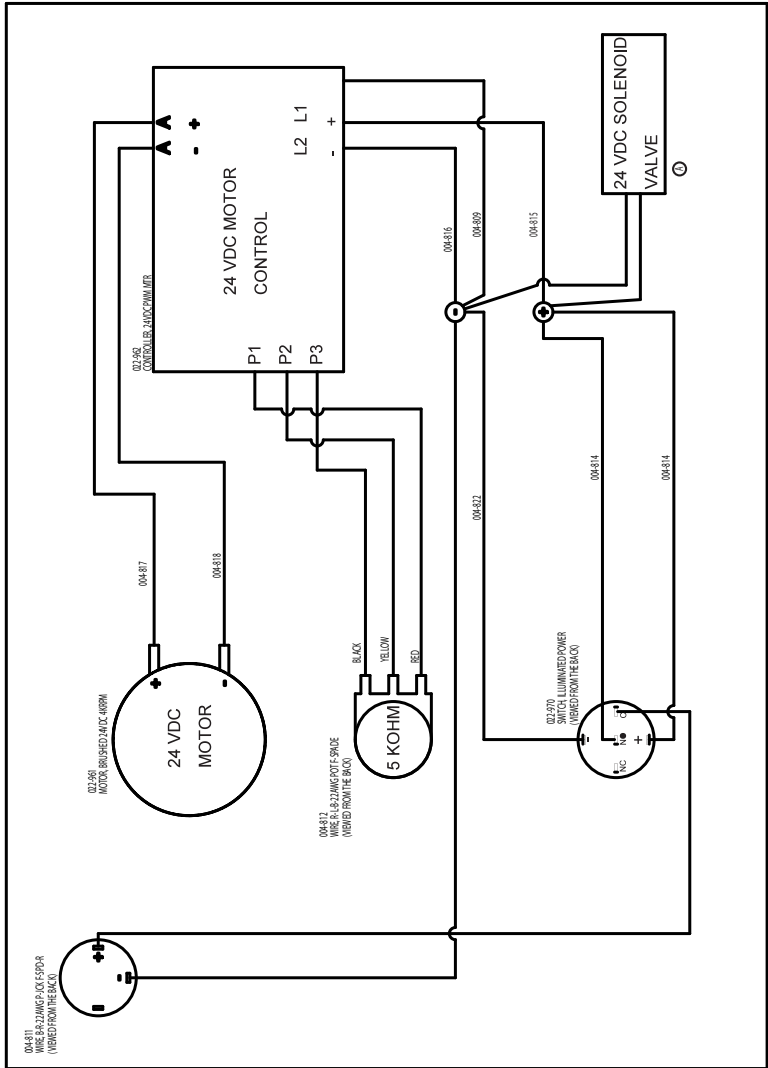 24 VDC SOLENOID
VALVE
A
A
A
+
-
L1
L2
+
-
24 VDC MOTOR
CONTROL
P1
P2
P3
022-962
CONTROLLER, 24VDC PWM MTR
004-816
004-809
004-815
-
+
004-817
004-818
004-822
004-814
004-814
022-961
MOTOR, BRUSHED 24VDC 4KRPM
24 VDC
MOTOR
+
-
BLACK
YELLOW
RED
5 KOHM
004-812
WIRE, R-L-B-22AWG POT F-SPADE
(VIEWED FROM THE BACK)
022-970
SWITCH, ILLUMINATED POWER
(VIEWED FROM THE BACK)
-
C
NO
NC
+
004-811
WIRE, B-R-22AWG P-JCK F-SPD-R
(VIEWED FROM THE BACK)
+
-